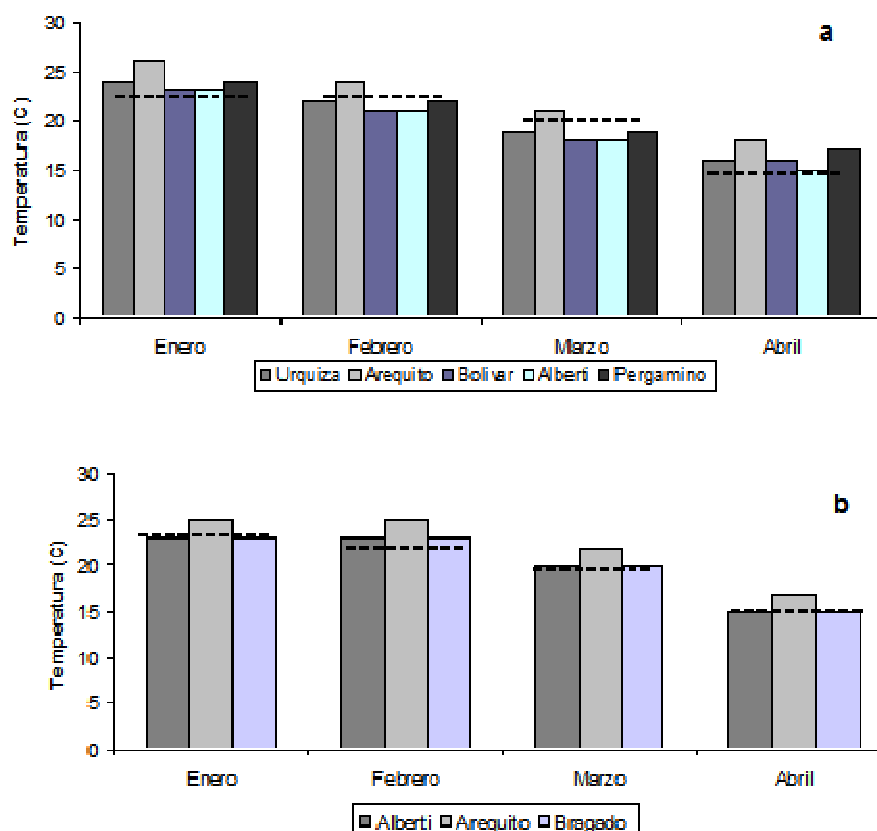 a
30
25
20
15
10
5
0
Temperatura (C)
Enero Febrero Marzo Abril
Urquiza Arequito Bolivar Alberti Pergamino
b
30
25
20
15
10
5
0
Temperatura (C)
Enero Febrero Marzo Abril
Alberti Arequito Bragado